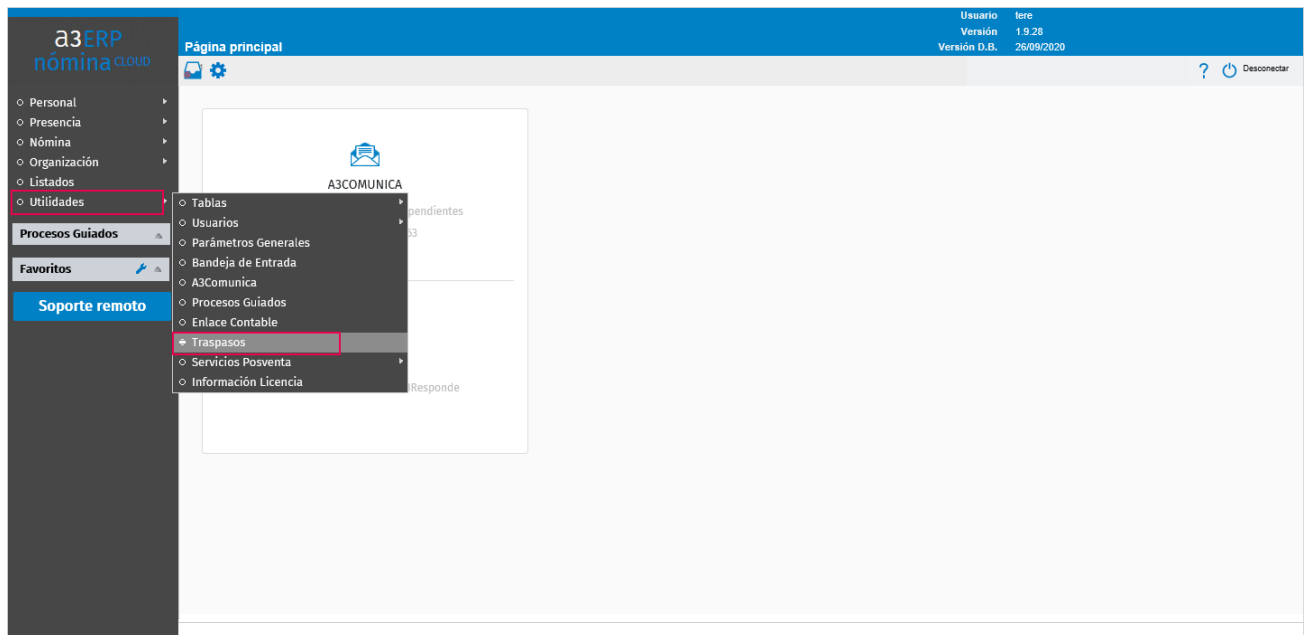 Usuario tere
Versión 1.9.28
Versión D.B. 26/09/2020
a3ERP
nómina CLOUD
Página principal
? Desconectar
Personal
Presencia
Nómina
Organización
Listados
Utilidades
Procesos Guiados
Favoritos
Soporte remoto
A3COMUNICA
pendientes
53
Responde
Tablas
Usuarios
Parámetros Generales
Bandeja de Entrada
A3Comunica
Procesos Guiados
Enlace Contable
Traspasos
Servicios Posventa
Información Licencia